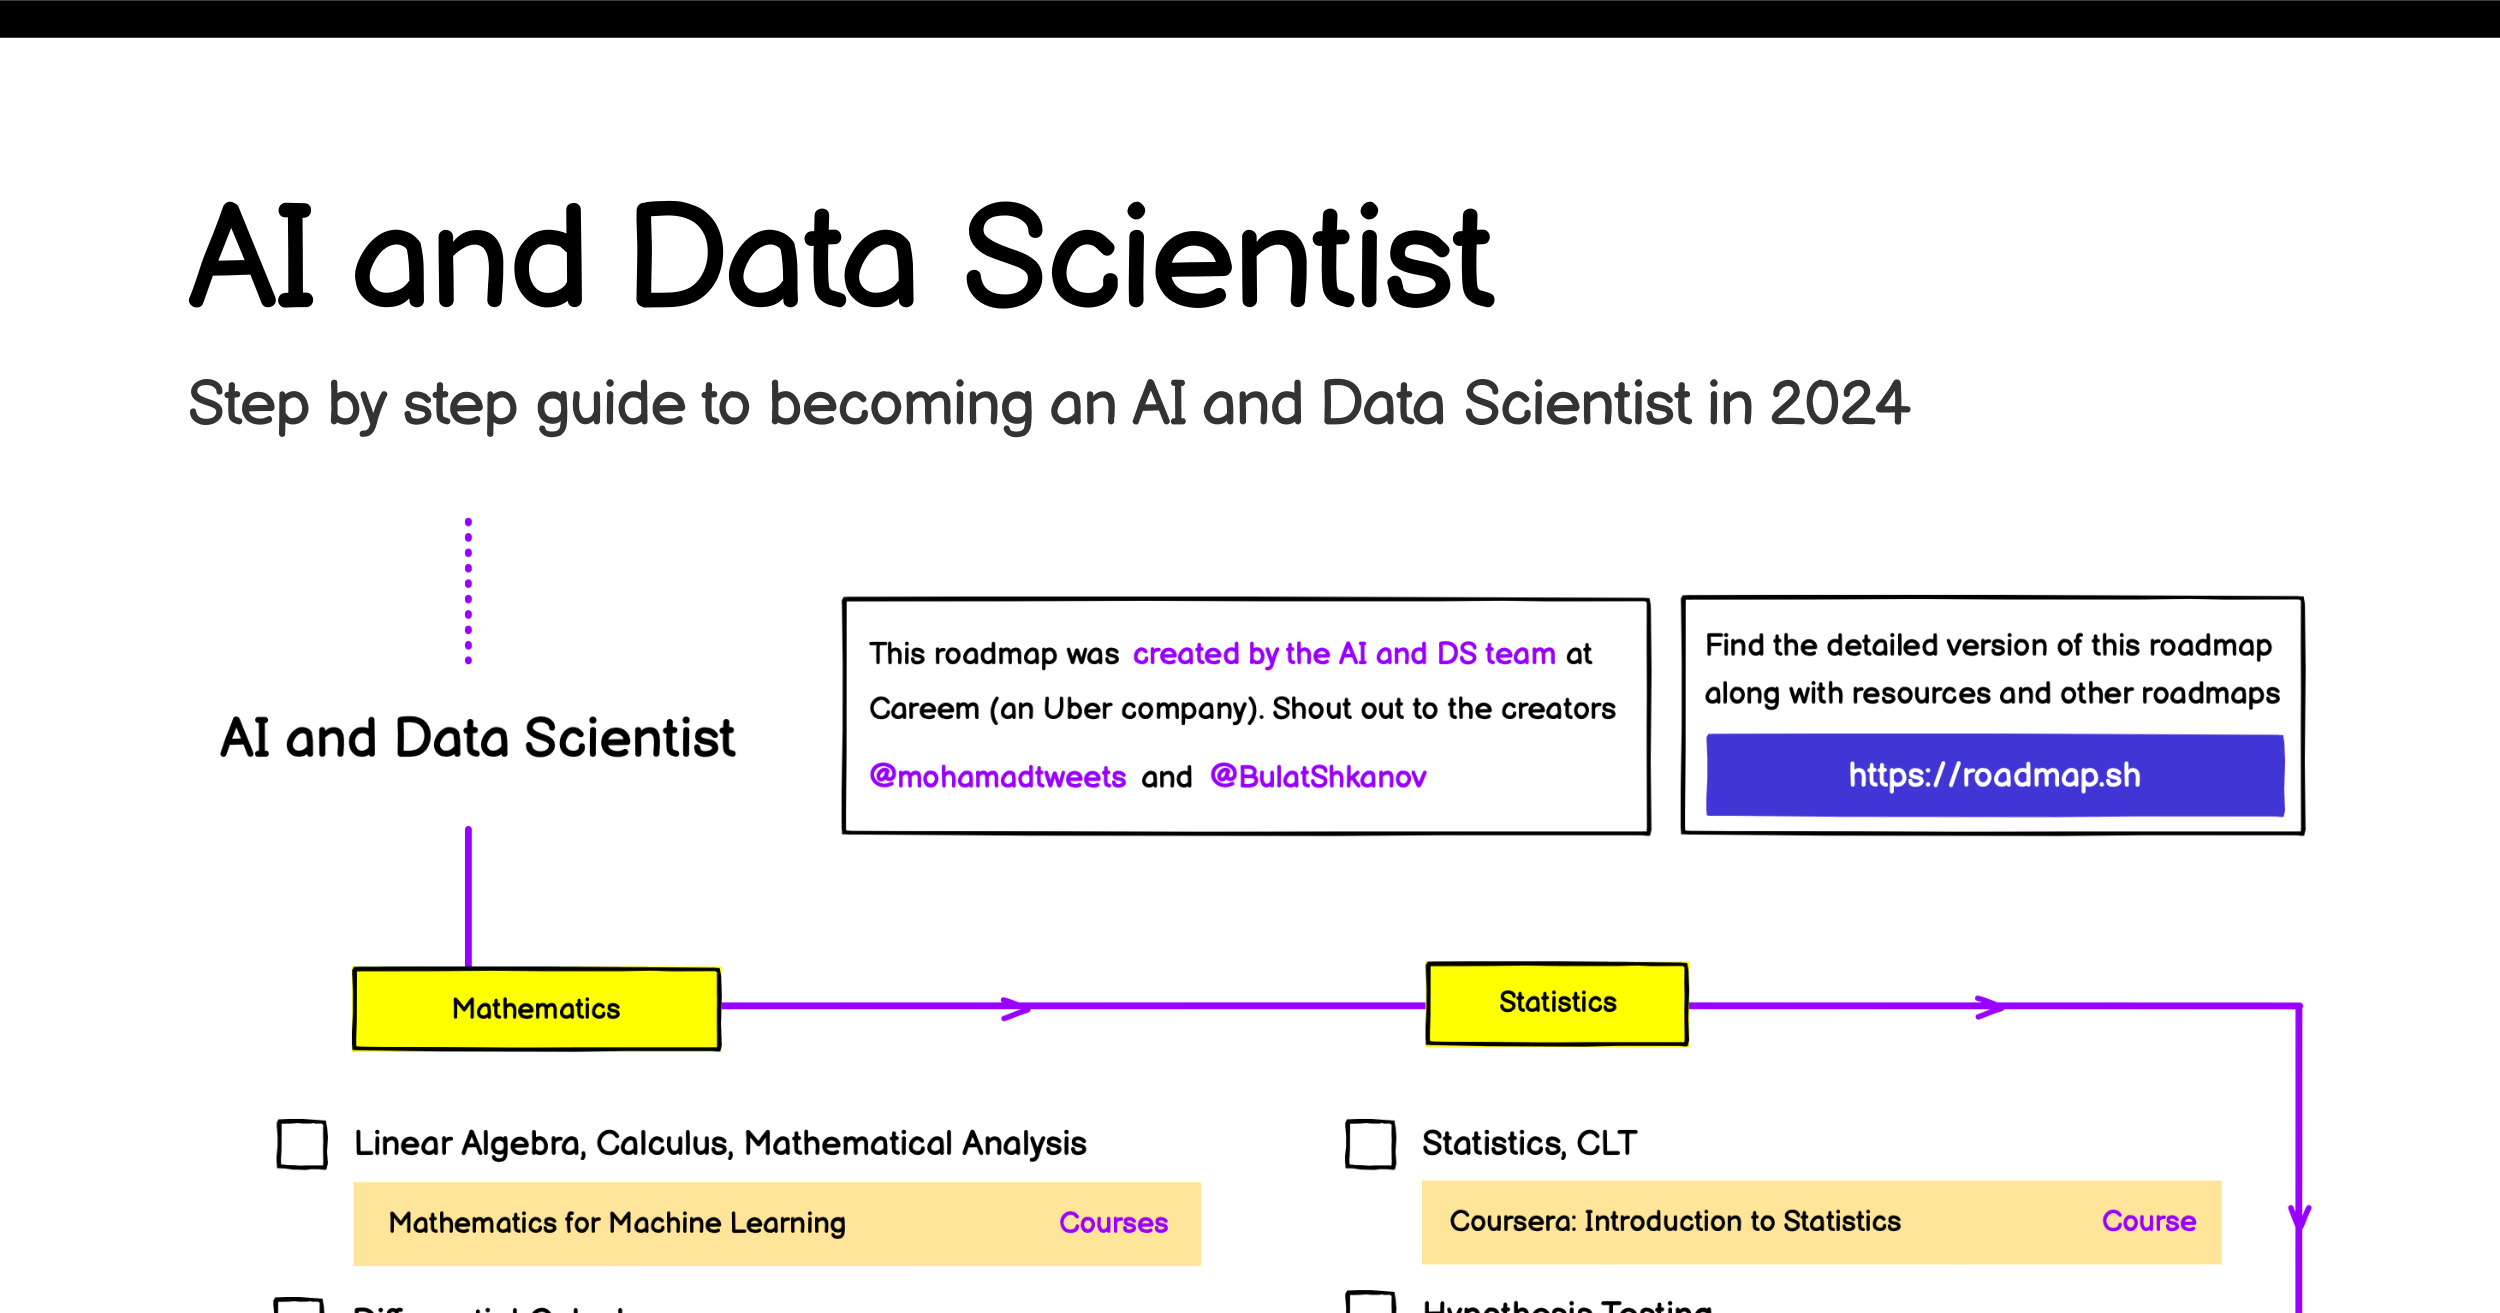 AI and Data Scientist
Step by step guide to becoming an AI and Data Scientist in 2024
AI and Data Scientist
This roadmap was created by the AI and DS team at
Careem (an Uber company). Shout out to the creators
@mohamadtweets and @BulatShkanov
Find the detailed version of this roadmap
along with resources and other roadmaps
https://roadmap.sh
Mathematics
Statistics
Linear Algebra, Calculus, Mathematical Analysis
Mathematics for Machine Learning Courses
Statistics, CLT
Coursera: Introduction to Statistics Course
Hypothesis Testing